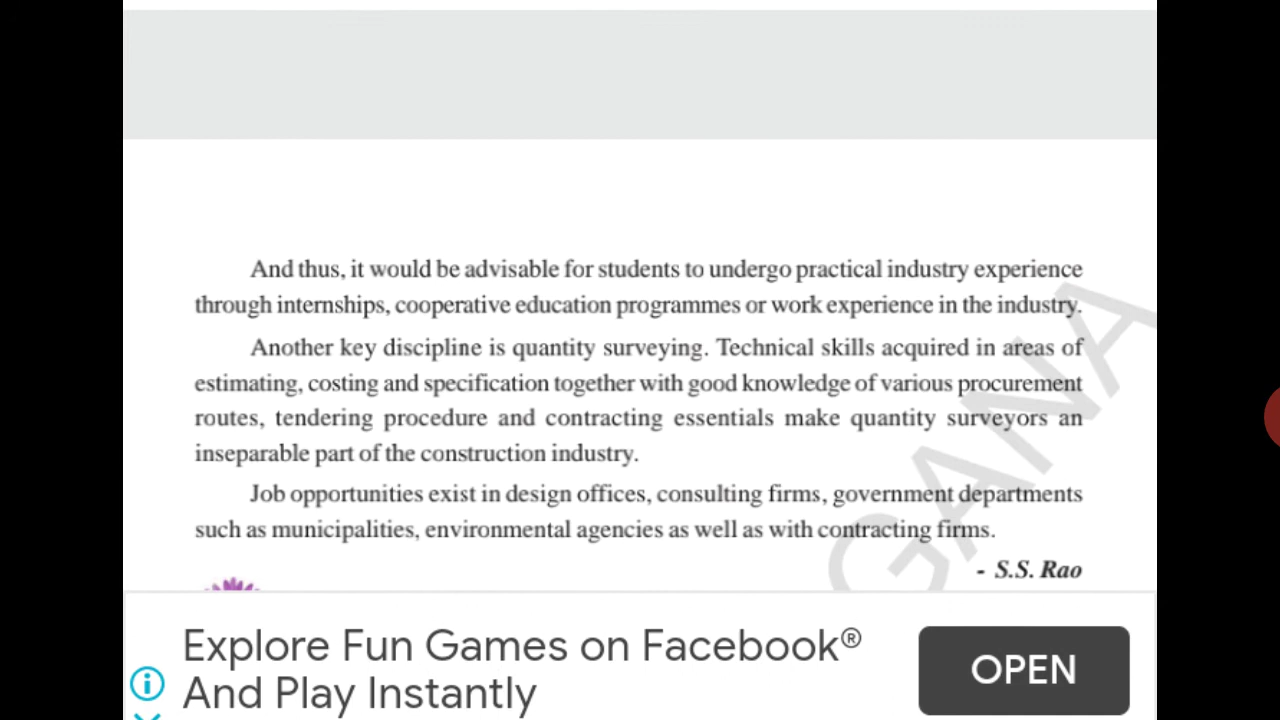 And thus, it would be advisable for students to undergo practical industry experience
through internships, cooperative education programmes or work experience in the industry.
Another key discipline is quantity surveying. Technical skills acquired in areas of
estimating, costing and specification together with good knowledge of various procurement
routes, tendering procedure and contracting essentials make quantity surveyors an
inseparable part of the construction industry.
Job opportunities exist in design offices, consulting firms, government departments
such as municipalities, environmental agencies as well as with contracting firms.
- S.S. Rao
GANA
Explore Fun Games on Facebook®
And Play Instantly
OPEN